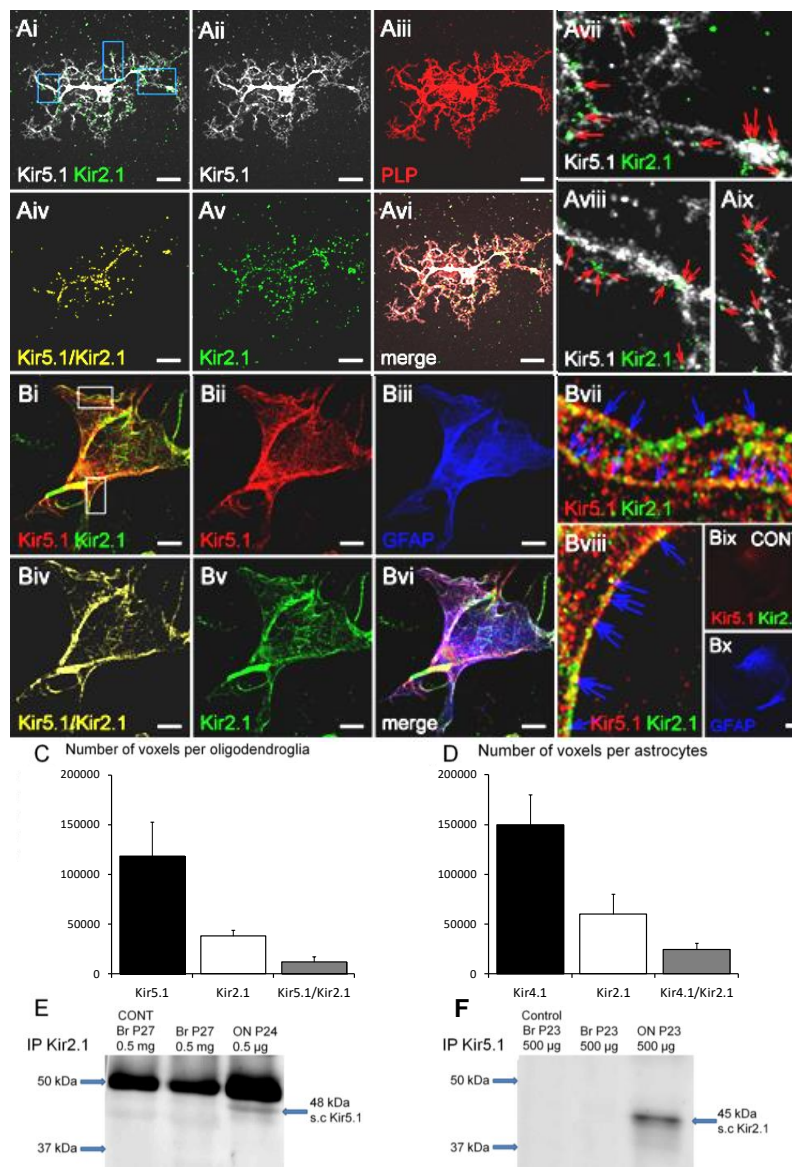 Ai
Kir5.1 Kir2.1
Aii
Kir5.1
Aiii
PLP
Avii
Kir5.1 Kir2.1
Aiv
Kir5.1/Kir2.1
Av
Kir2.1
Avi
merge
Aviii
Aix
Kir5.1 Kir2.1
Bi
Kir5.1 Kir2.1
Bii
Kir5.1
Biii
GFAP
Bvii
Kir5.1 Kir2.1
Biv
Kir5.1/Kir2.1
Bv
Kir2.1
Bvi
merge
Bviii
Kir5.1 Kir2.1
Bix CONT
Kir5.1 Kir2.
Bx
GFAP
C Number of voxels per oligodendroglia
200000
150000
100000
50000
0
Kir5.1 Kir2.1 Kir5.1/Kir2.1
D Number of voxels per astrocytes
200000
150000
100000
50000
0
Kir4.1 Kir2.1 Kir4.1/Kir2.1
E
IP Kir2.1
CONT
Br P27
0.5 mg
Br P27
0.5 mg
ON P24
0.5 µg
50 kDa
37 kDa
48 kDa
s.c Kir5.1
F
IP Kir5.1
Control
Br P23
500 µg
Br P23
500 µg
ON P23
500 µg
50 kDa
37 kDa
45 kDa
s.c Kir2.1